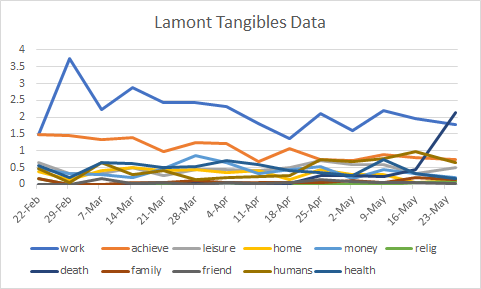 Lamont Tangibles Data
4
3.5
3
2.5
2
1.5
1
0.5
0
22-Feb 29-Feb 7-Mar 14-Mar 21-Mar 28-Mar 4-Apr 11-Apr 18-Apr 25-Apr 2-May 9-May 16-May 23-May
work achieve leisure home money relig
death family friend humans health